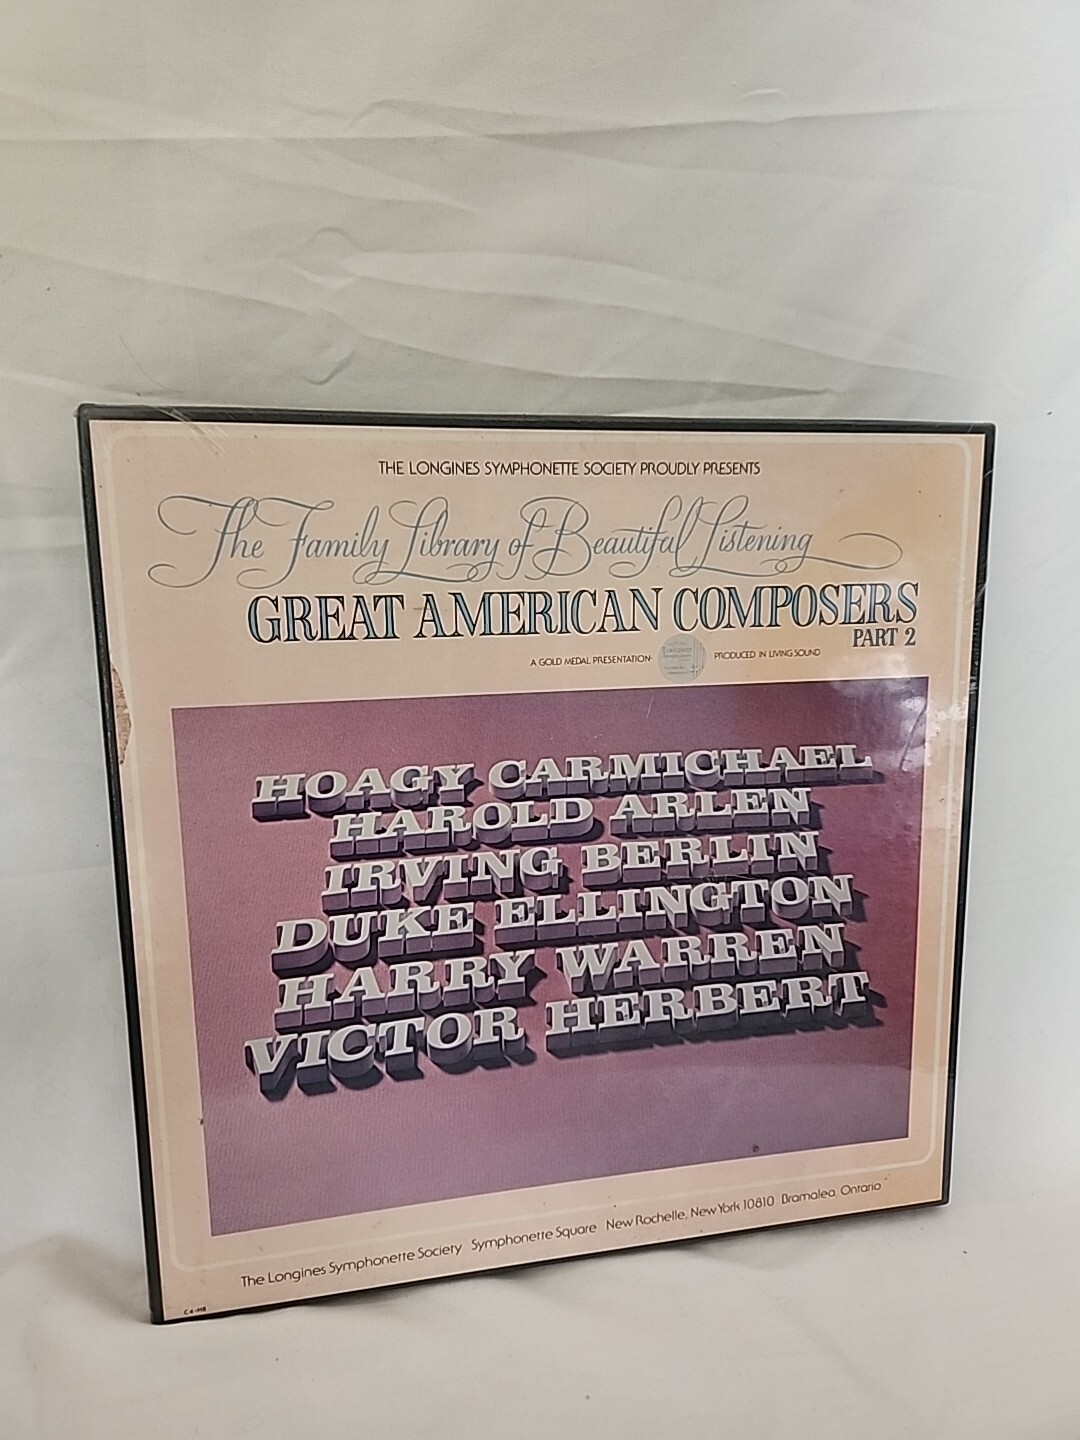 THE LONGINES SYMPHONETTE SOCIETY PROUDLY PRESENTS
The Family Library of Beautiful Listening
GREAT AMERICAN COMPOSERS
PART 2
A GOLD MEDAL PRESENTATION PRODUCED IN LIVING SOUND
HOAGY CARMICHAEL
HAROLD ARLEN
IRVING BERLIN
DUKE ELLINGTON
HARRY WARREN
VICTOR HERBERT
The Longines Symphonette Society Symphonette Square New Rochelle, New York 10810 Bramalea, Ontario